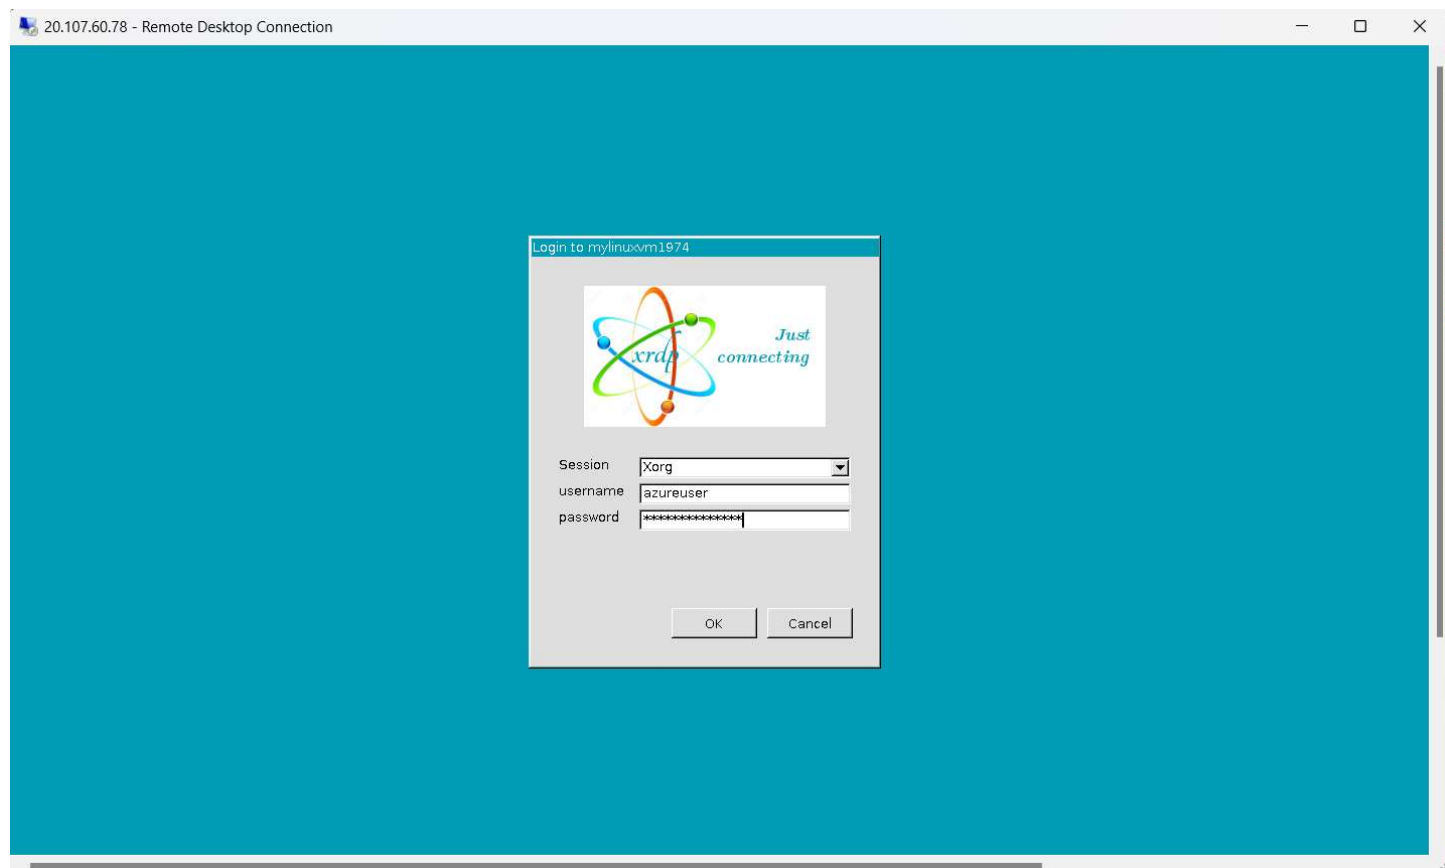 20.107.60.78 - Remote Desktop Connection
Login to mylinuxvm1974
Just
xrdp connecting
Session Xorg
username azureuser
password ***************
OK Cancel